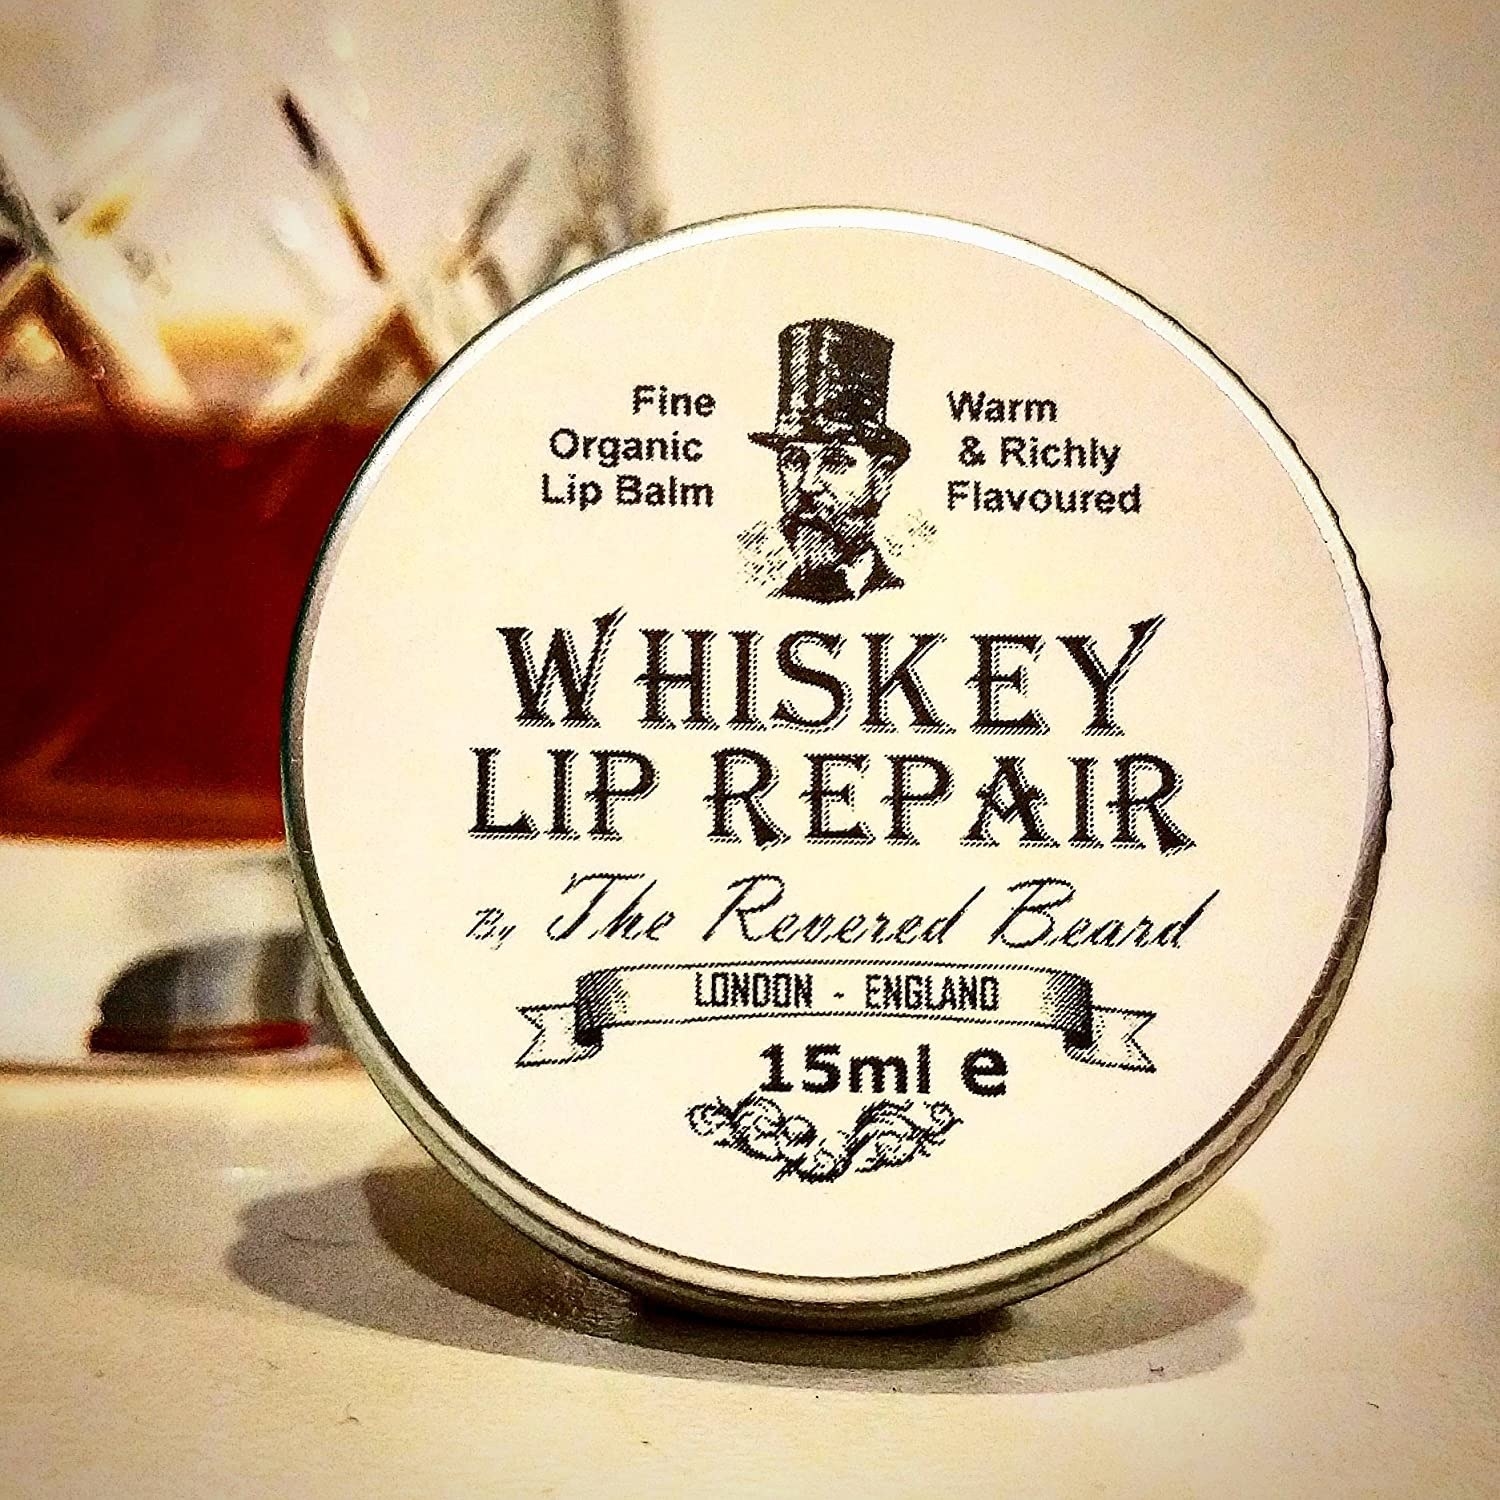 Fine
Organic
Lip Balm
Warm
& Richly
Flavoured
WHISKEY
LIP REPAIR
By The Revered Beard
LONDON - ENGLAND
15ml e